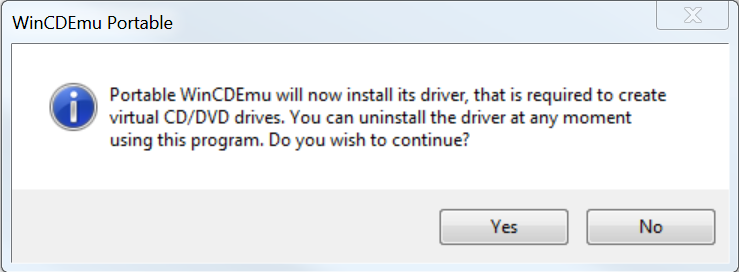 WinCDEmu Portable
Portable WinCDEmu will now install its driver, that is required to create
virtual CD/DVD drives. You can uninstall the driver at any moment
using this program. Do you wish to continue?
Yes No